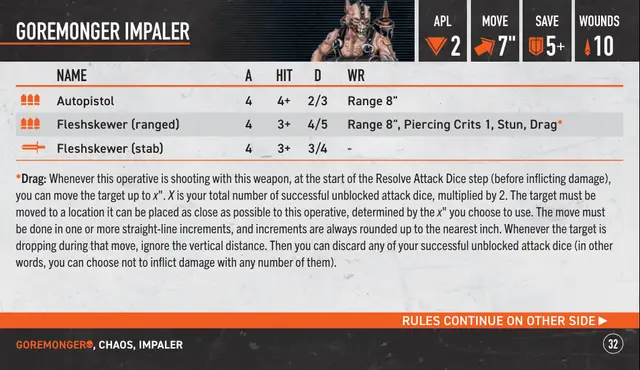 GOREMONGER IMPALER
APL MOVE SAVE WOUNDS
2 7" 5+ 10
NAME A HIT D WR
Autopistol 4 4+ 2/3 Range 8"
Fleshskewer (ranged) 4 3+ 4/5 Range 8", Piercing Crits 1, Stun, Drag*
Fleshskewer (stab) 4 3+ 3/4 -
*Drag: Whenever this operative is shooting with this weapon, at the start of the Resolve Attack Dice step (before inflicting damage),
you can move the target up to x". X is your total number of successful unblocked attack dice, multiplied by 2. The target must be
moved to a location it can be placed as close as possible to this operative, determined by the x" you choose to use. The move must
be done in one or more straight-line increments, and increments are always rounded up to the nearest inch. Whenever the target is
dropping during that move, ignore the vertical distance. Then you can discard any of your successful unblocked attack dice (in other
words, you can choose not to inflict damage with any number of them).
RULES CONTINUE ON OTHER SIDE ▶
GOREMONGER, CHAOS, IMPALER
32